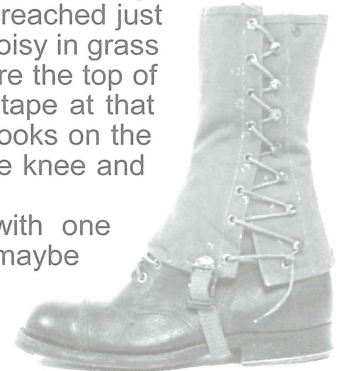 reached just
oisy in grass
re the top of
tape at that
ooks on the
e knee and
with one
maybe